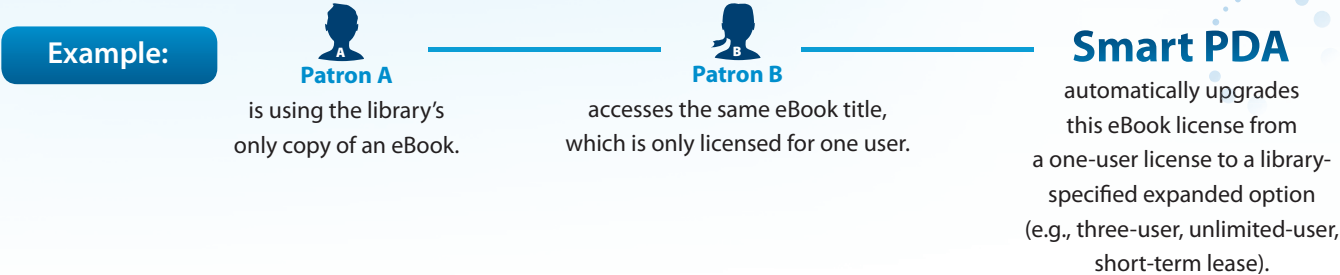 Example:
A
Patron A
is using the library's
only copy of an eBook.
B
Patron B
accesses the same eBook title,
which is only licensed for one user.
Smart PDA
automatically upgrades
this eBook license from
a one-user license to a library-
specified expanded option
(e.g., three-user, unlimited-user,
short-term lease).